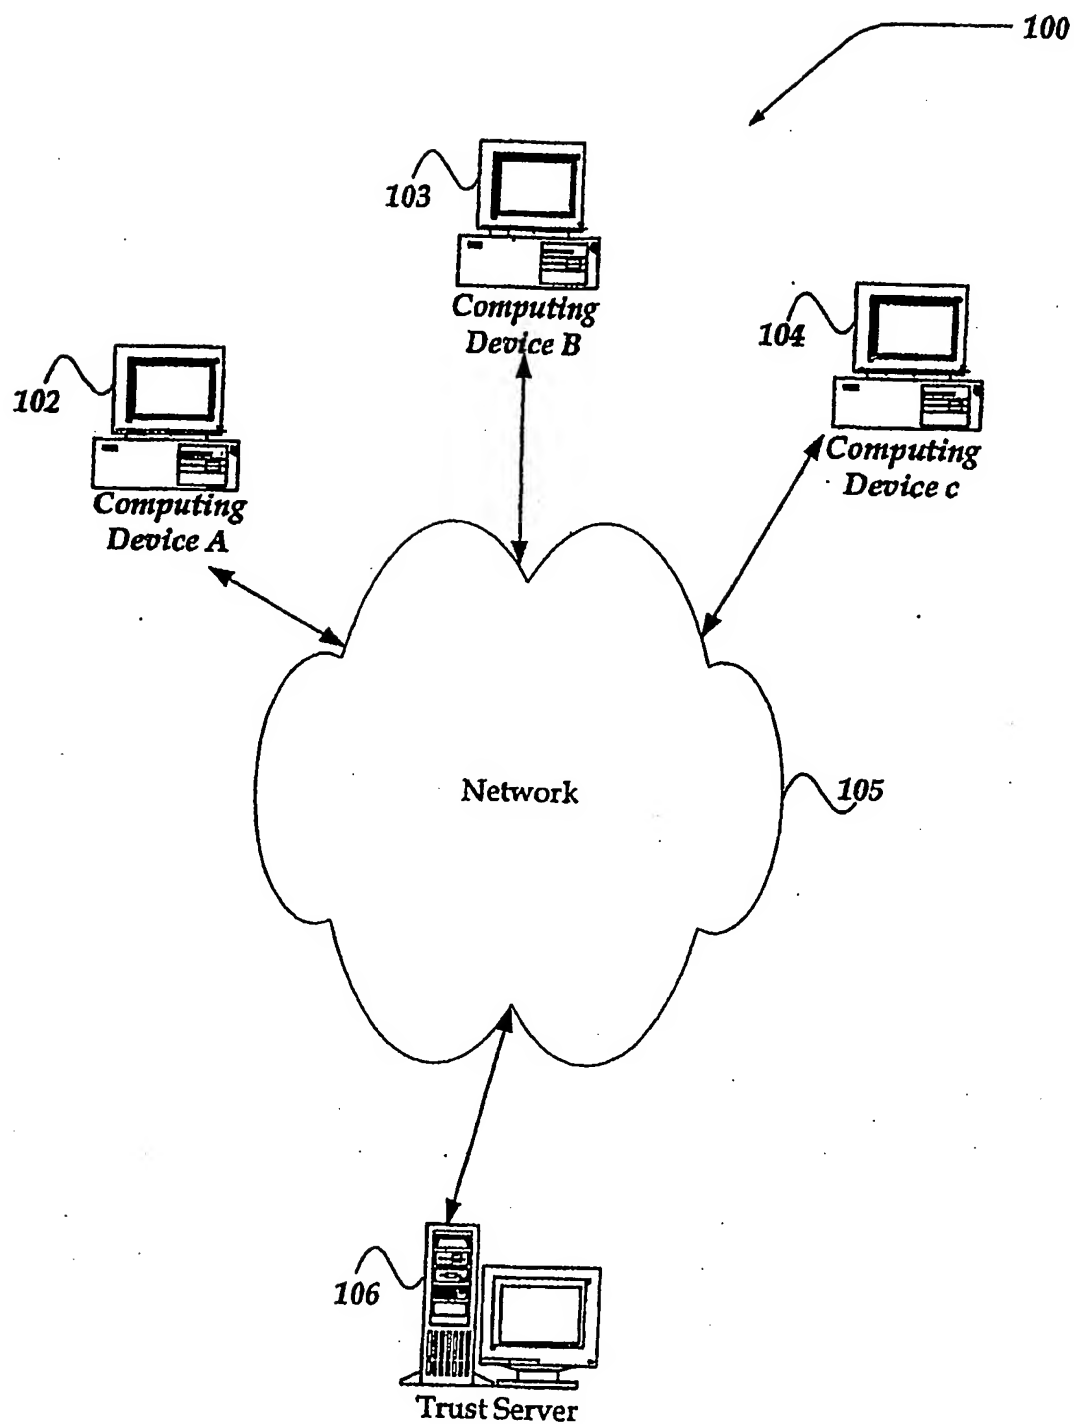 100
103
Computing
Device B
104
Computing
Device c
102
Computing
Device A
Network
105
106
Trust Server